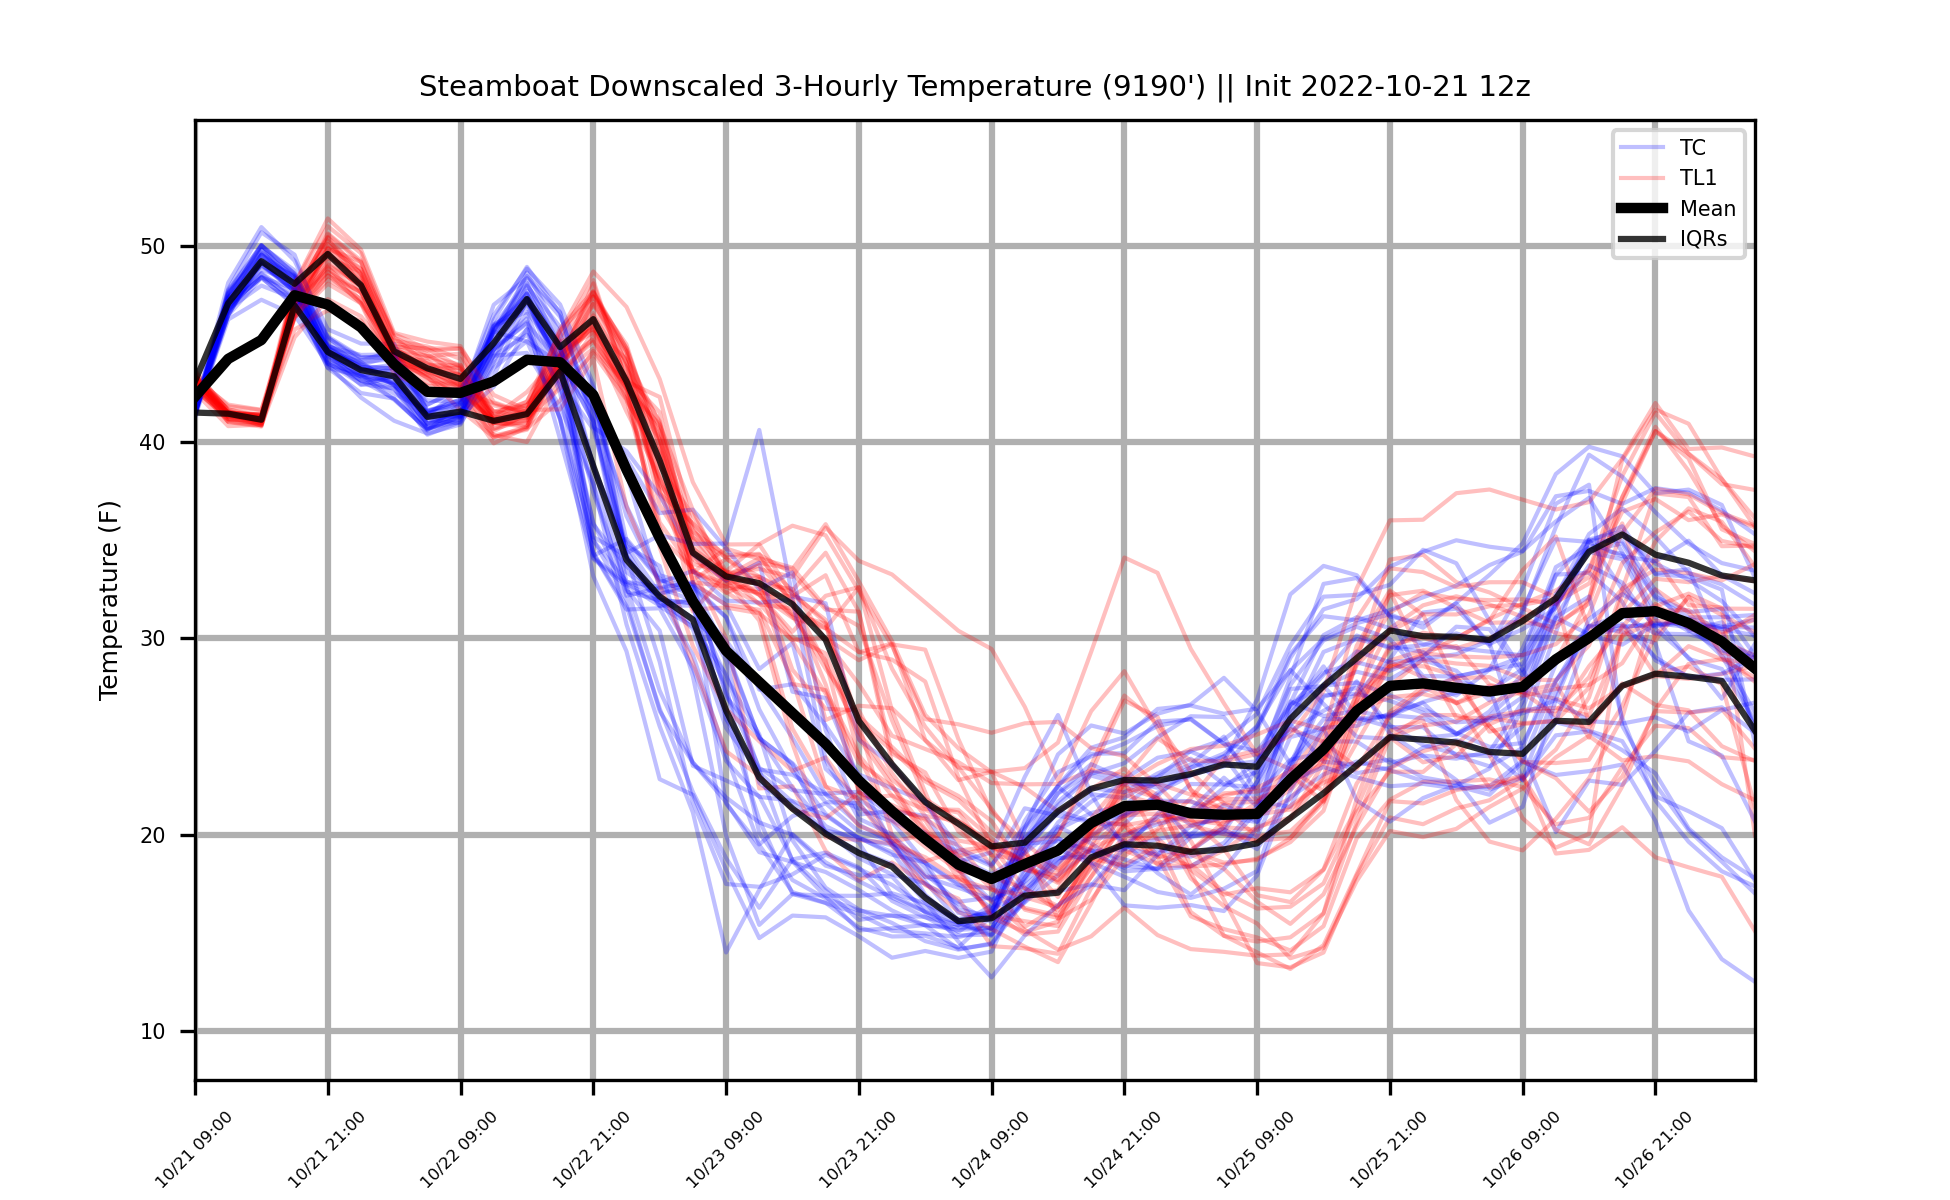 Steamboat Downscaled 3-Hourly Temperature (9190') || Init 2022-10-21 12z
TC
TL1
Mean
IQRs
Temperature (F)
50
40
30
20
10
10/21 09:00
10/21 21:00
10/22 09:00
10/22 21:00
10/23 09:00
10/23 21:00
10/24 09:00
10/24 21:00
10/25 09:00
10/25 21:00
10/26 09:00
10/26 21:00